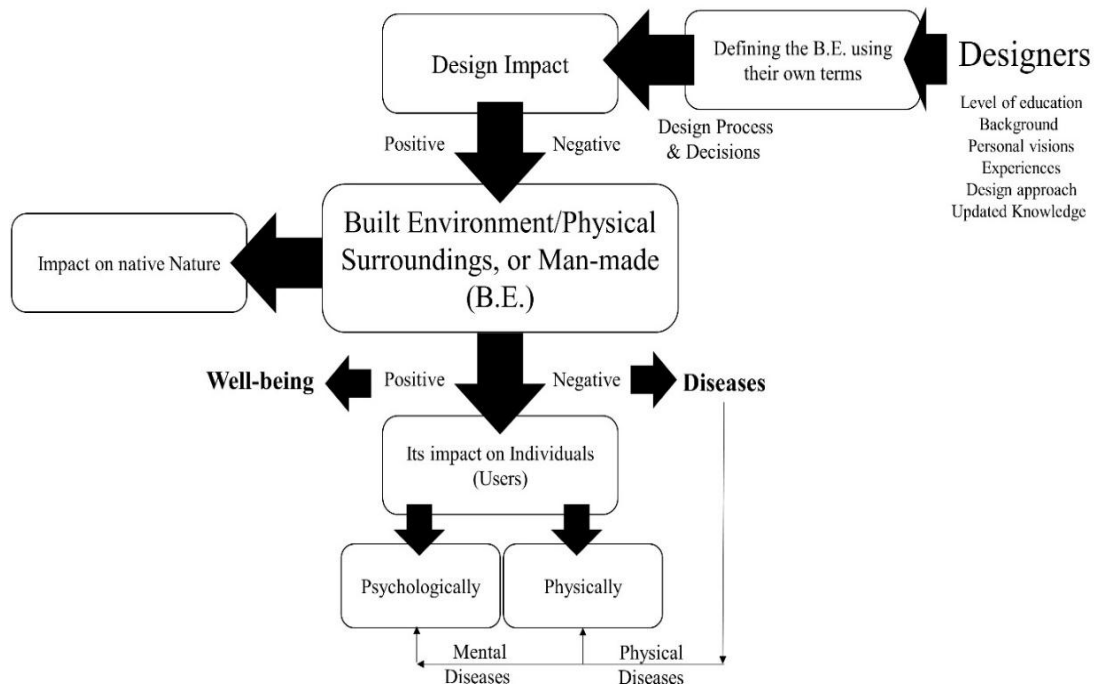 Design Impact
Defining the B.E. using
their own terms
Designers
Level of education
Background
Personal visions
Experiences
Design approach
Updated Knowledge
Design Process
& Decisions
Positive
Negative
Built Environment/Physical
Surroundings, or Man-made
(B.E.)
Impact on native Nature
Well-being
Positive
Negative
Diseases
Its impact on Individuals
(Users)
Psychologically
Physically
Mental
Diseases
Physical
Diseases